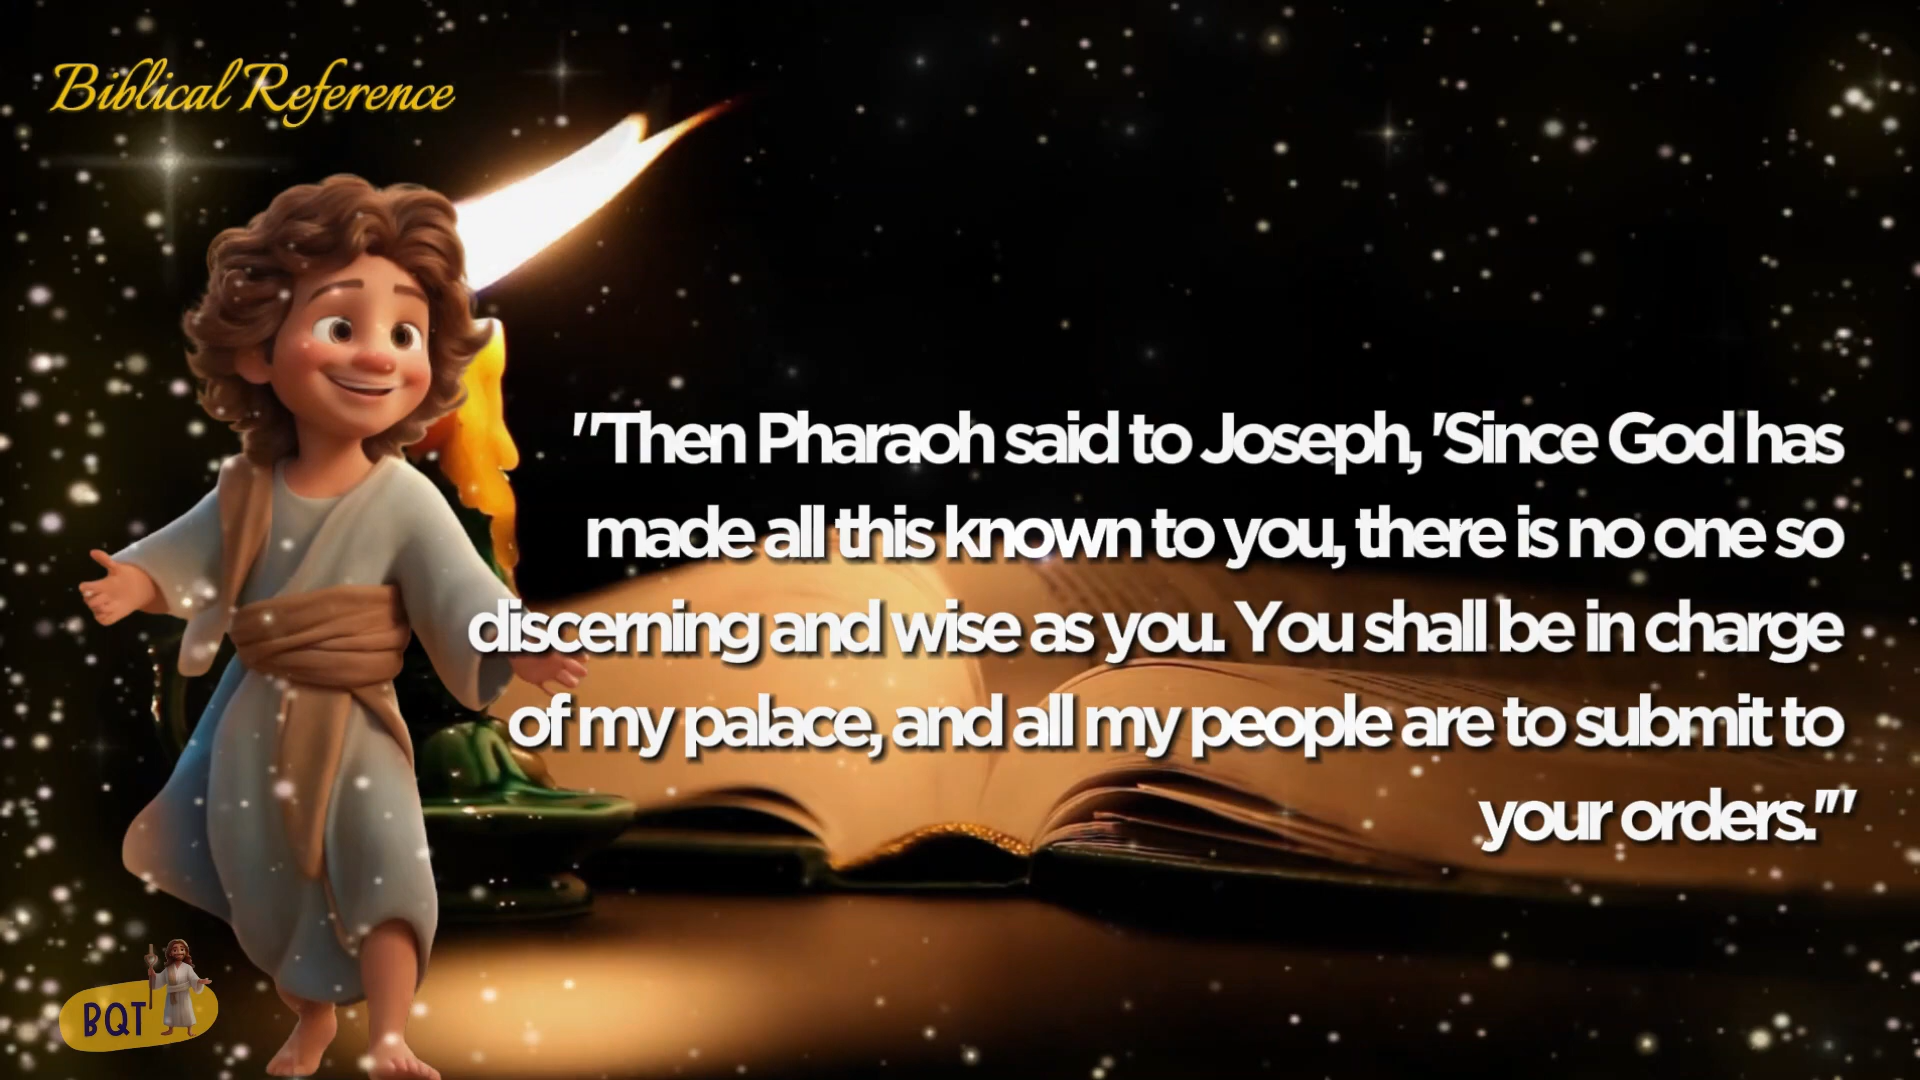 Biblical Reference
"Then Pharaoh said to Joseph, 'Since God has
made all this known to you, there is no one so
discerning and wise as you. You shall be in charge
of my palace, and all my people are to submit to
your orders.'"
BQT